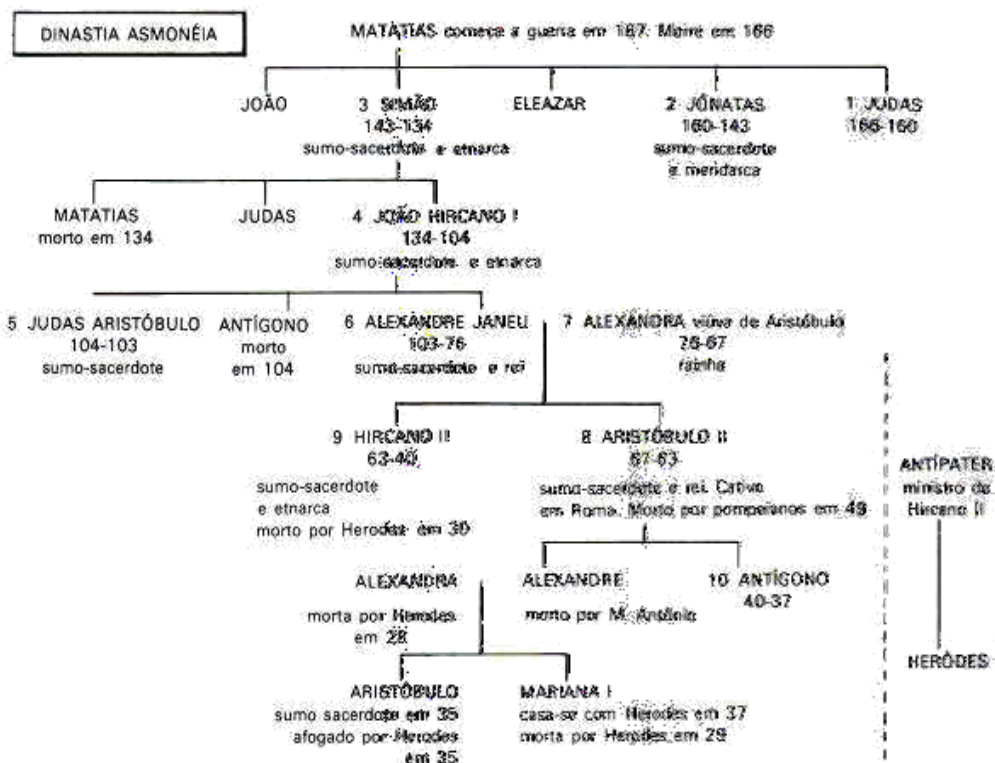 DINASTIA ASMONÉIA
MATATIAS começa a guerra em 167. Morre em 166
JOÃO
3 SIMÃO
143-134
sumo-sacerdote e etnarca
ELEAZAR
2 JÔNATAS
160-143
sumo-sacerdote
e meridarca
1 JUDAS
166-160
MATATIAS
morto em 134
JUDAS
4 JOÃO HIRCANO I
134-104
sumo-sacerdote e etnarca
5 JUDAS ARISTÓBULO
104-103
sumo-sacerdote
ANTÍGONO
morto
em 104
6 ALEXANDRE JANEU
103-76
sumo-sacerdote e rei
7 ALEXANDRA viúva de Aristóbulo
76-67
rainha
9 HIRCANO II
63-40
sumo-sacerdote
e etnarca
morto por Herodes em 30
8 ARISTÓBULO II
67-63
sumo-sacerdote e rei. Cativo
em Roma. Morto por pompeianos em 49
ANTÍPATER
ministro de
Hircano II
ALEXANDRA
morta por Herodes
em 28
ALEXANDRE
morto por M. Antônio
10 ANTÍGONO
40-37
HERODES
ARISTÓBULO
sumo sacerdote em 35
afogado por Herodes
em 35
MARIANA I
casa-se com Herodes em 37
morta por Herodes em 29